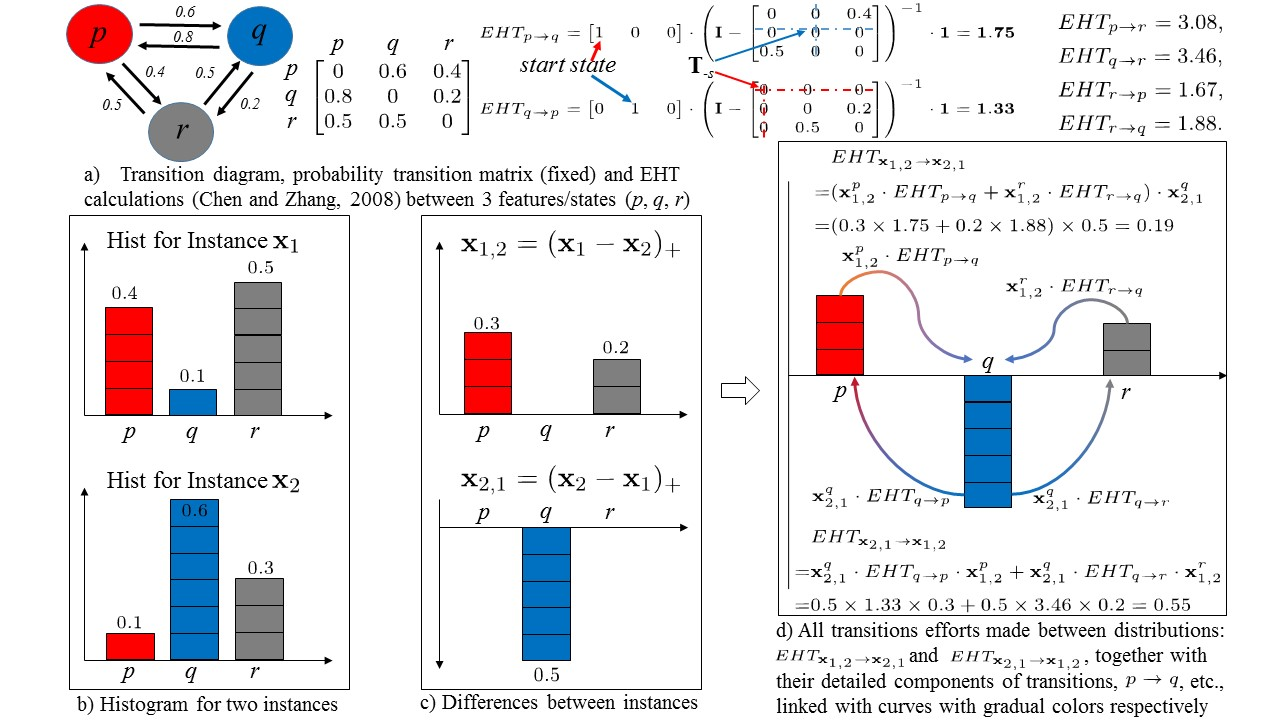 p
q
r
0.6
0.8
0.4
0.5
0.5
0.2
p q r
p 0 0.6 0.4
q 0.8 0 0.2
r 0.5 0.5 0
EHT_{p→q} = [1 0 0] · (I − [0 0 0.4; 0 0 0; 0.5 0 0])^{−1} · 1 = 1.75
start state
T_{-s}
EHT_{q→p} = [0 1 0] · (I − [0 0 0; 0 0 0.2; 0 0.5 0])^{−1} · 1 = 1.33
EHT_{p→r} = 3.08,
EHT_{q→r} = 3.46,
EHT_{r→p} = 1.67,
EHT_{r→q} = 1.88.
a) Transition diagram, probability transition matrix (fixed) and EHT
calculations (Chen and Zhang, 2008) between 3 features/states (p, q, r)
Hist for Instance x_1
0.4
0.1
0.5
p q r
Hist for Instance x_2
0.1
0.6
0.3
p q r
b) Histogram for two instances
x_{1,2} = (x_1 − x_2)_+
0.3
0.2
p q r
x_{2,1} = (x_2 − x_1)_+
p q r
0.5
c) Differences between instances
EHT_{x_{1,2}→x_{2,1}}
=(x^p_{1,2} · EHT_{p→q} + x^r_{1,2} · EHT_{r→q}) · x^q_{2,1}
=(0.3 × 1.75 + 0.2 × 1.88) × 0.5 = 0.19
x^p_{1,2} · EHT_{p→q}
x^r_{1,2} · EHT_{r→q}
q
p
r
x^q_{2,1} · EHT_{q→p}
x^q_{2,1} · EHT_{q→r}
EHT_{x_{2,1}→x_{1,2}}
=x^q_{2,1} · EHT_{q→p} · x^p_{1,2} + x^q_{2,1} · EHT_{q→r} · x^r_{1,2}
=0.5 × 1.33 × 0.3 + 0.5 × 3.46 × 0.2 = 0.55
d) All transitions efforts made between distributions:
EHT_{x_{1,2}→x_{2,1}} and EHT_{x_{2,1}→x_{1,2}}, together with
their detailed components of transitions, p → q, etc.,
linked with curves with gradual colors respectively